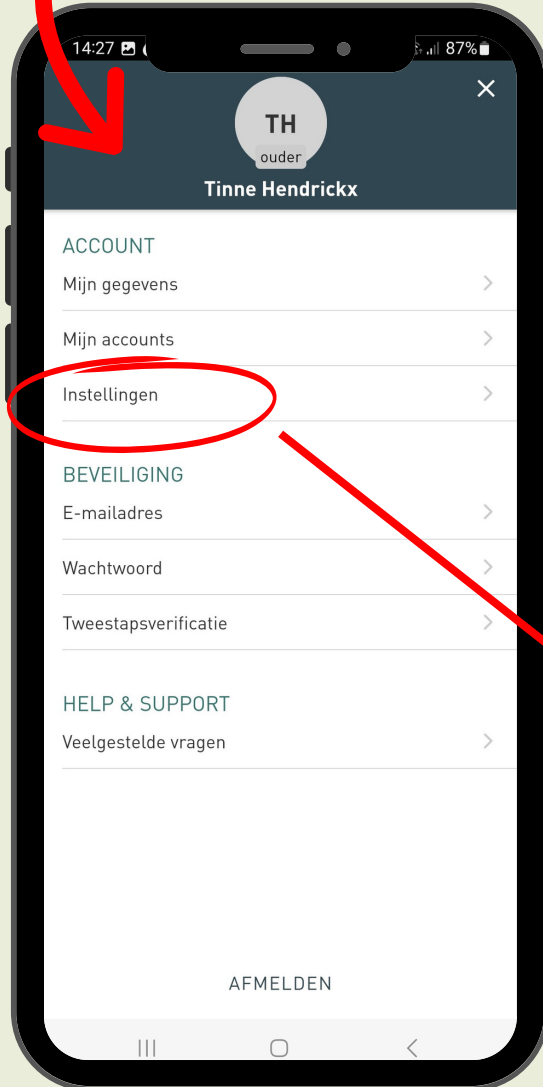 14:27
87%
TH
ouder
Tinne Hendrickx
ACCOUNT
Mijn gegevens
Mijn accounts
Instellingen
BEVEILIGING
E-mailadres
Wachtwoord
Tweestapsverificatie
HELP & SUPPORT
Veelgestelde vragen
AFMELDEN